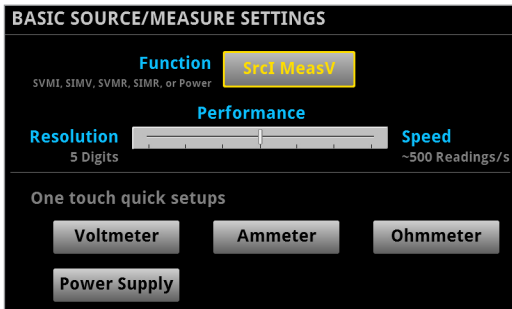 BASIC SOURCE/MEASURE SETTINGS
Function
SrcI MeasV
SVMI, SIMV, SVMR, SIMR, or Power
Performance
Resolution
Speed
5 Digits
~500 Readings/s
One touch quick setups
Voltmeter
Ammeter
Ohmmeter
Power Supply